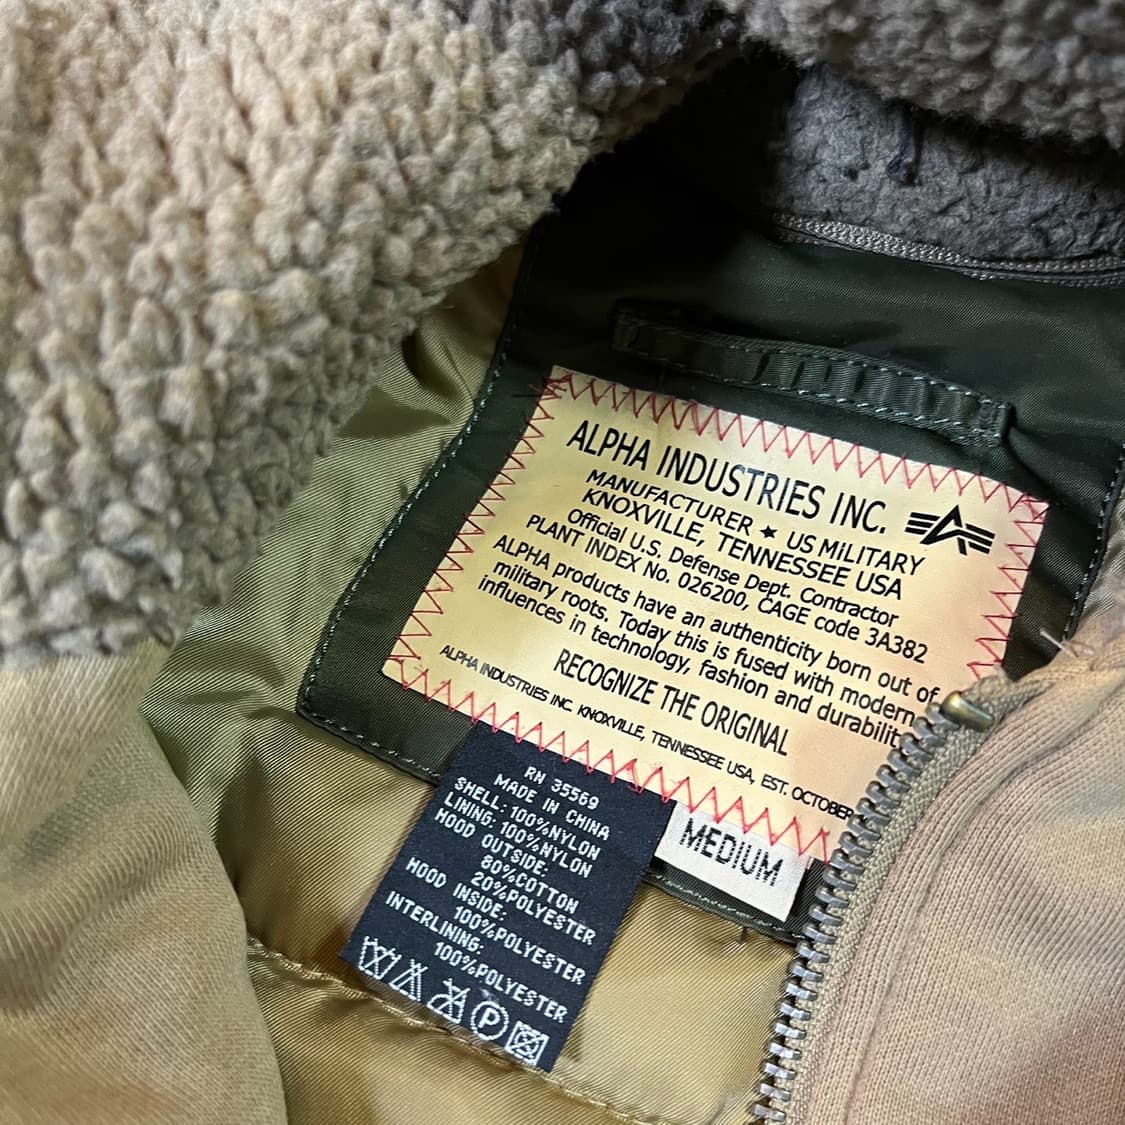 ALPHA INDUSTRIES INC.
MANUFACTURER ★ US MILITARY
KNOXVILLE, TENNESSEE USA
Official U.S. Defense Dept. Contractor
PLANT INDEX No. 026200, CAGE code 3A382
ALPHA products have an authenticity born out of
military roots. Today this is fused with modern
influences in technology, fashion and
RECOGNIZE THE ORIGINAL
ALPHA INDUSTRIES INC. KNOXVILLE, TENNESSEE USA, EST. OCTOBER
MEDIUM
RN 35569
MADE IN CHINA
SHELL: 100%NYLON
LINING: 100%NYLON
HOOD OUTSIDE:
80%COTTON
20%POLYESTER
HOOD INSIDE:
100%POLYESTER
INTERLINING:
100%POLYESTER
P